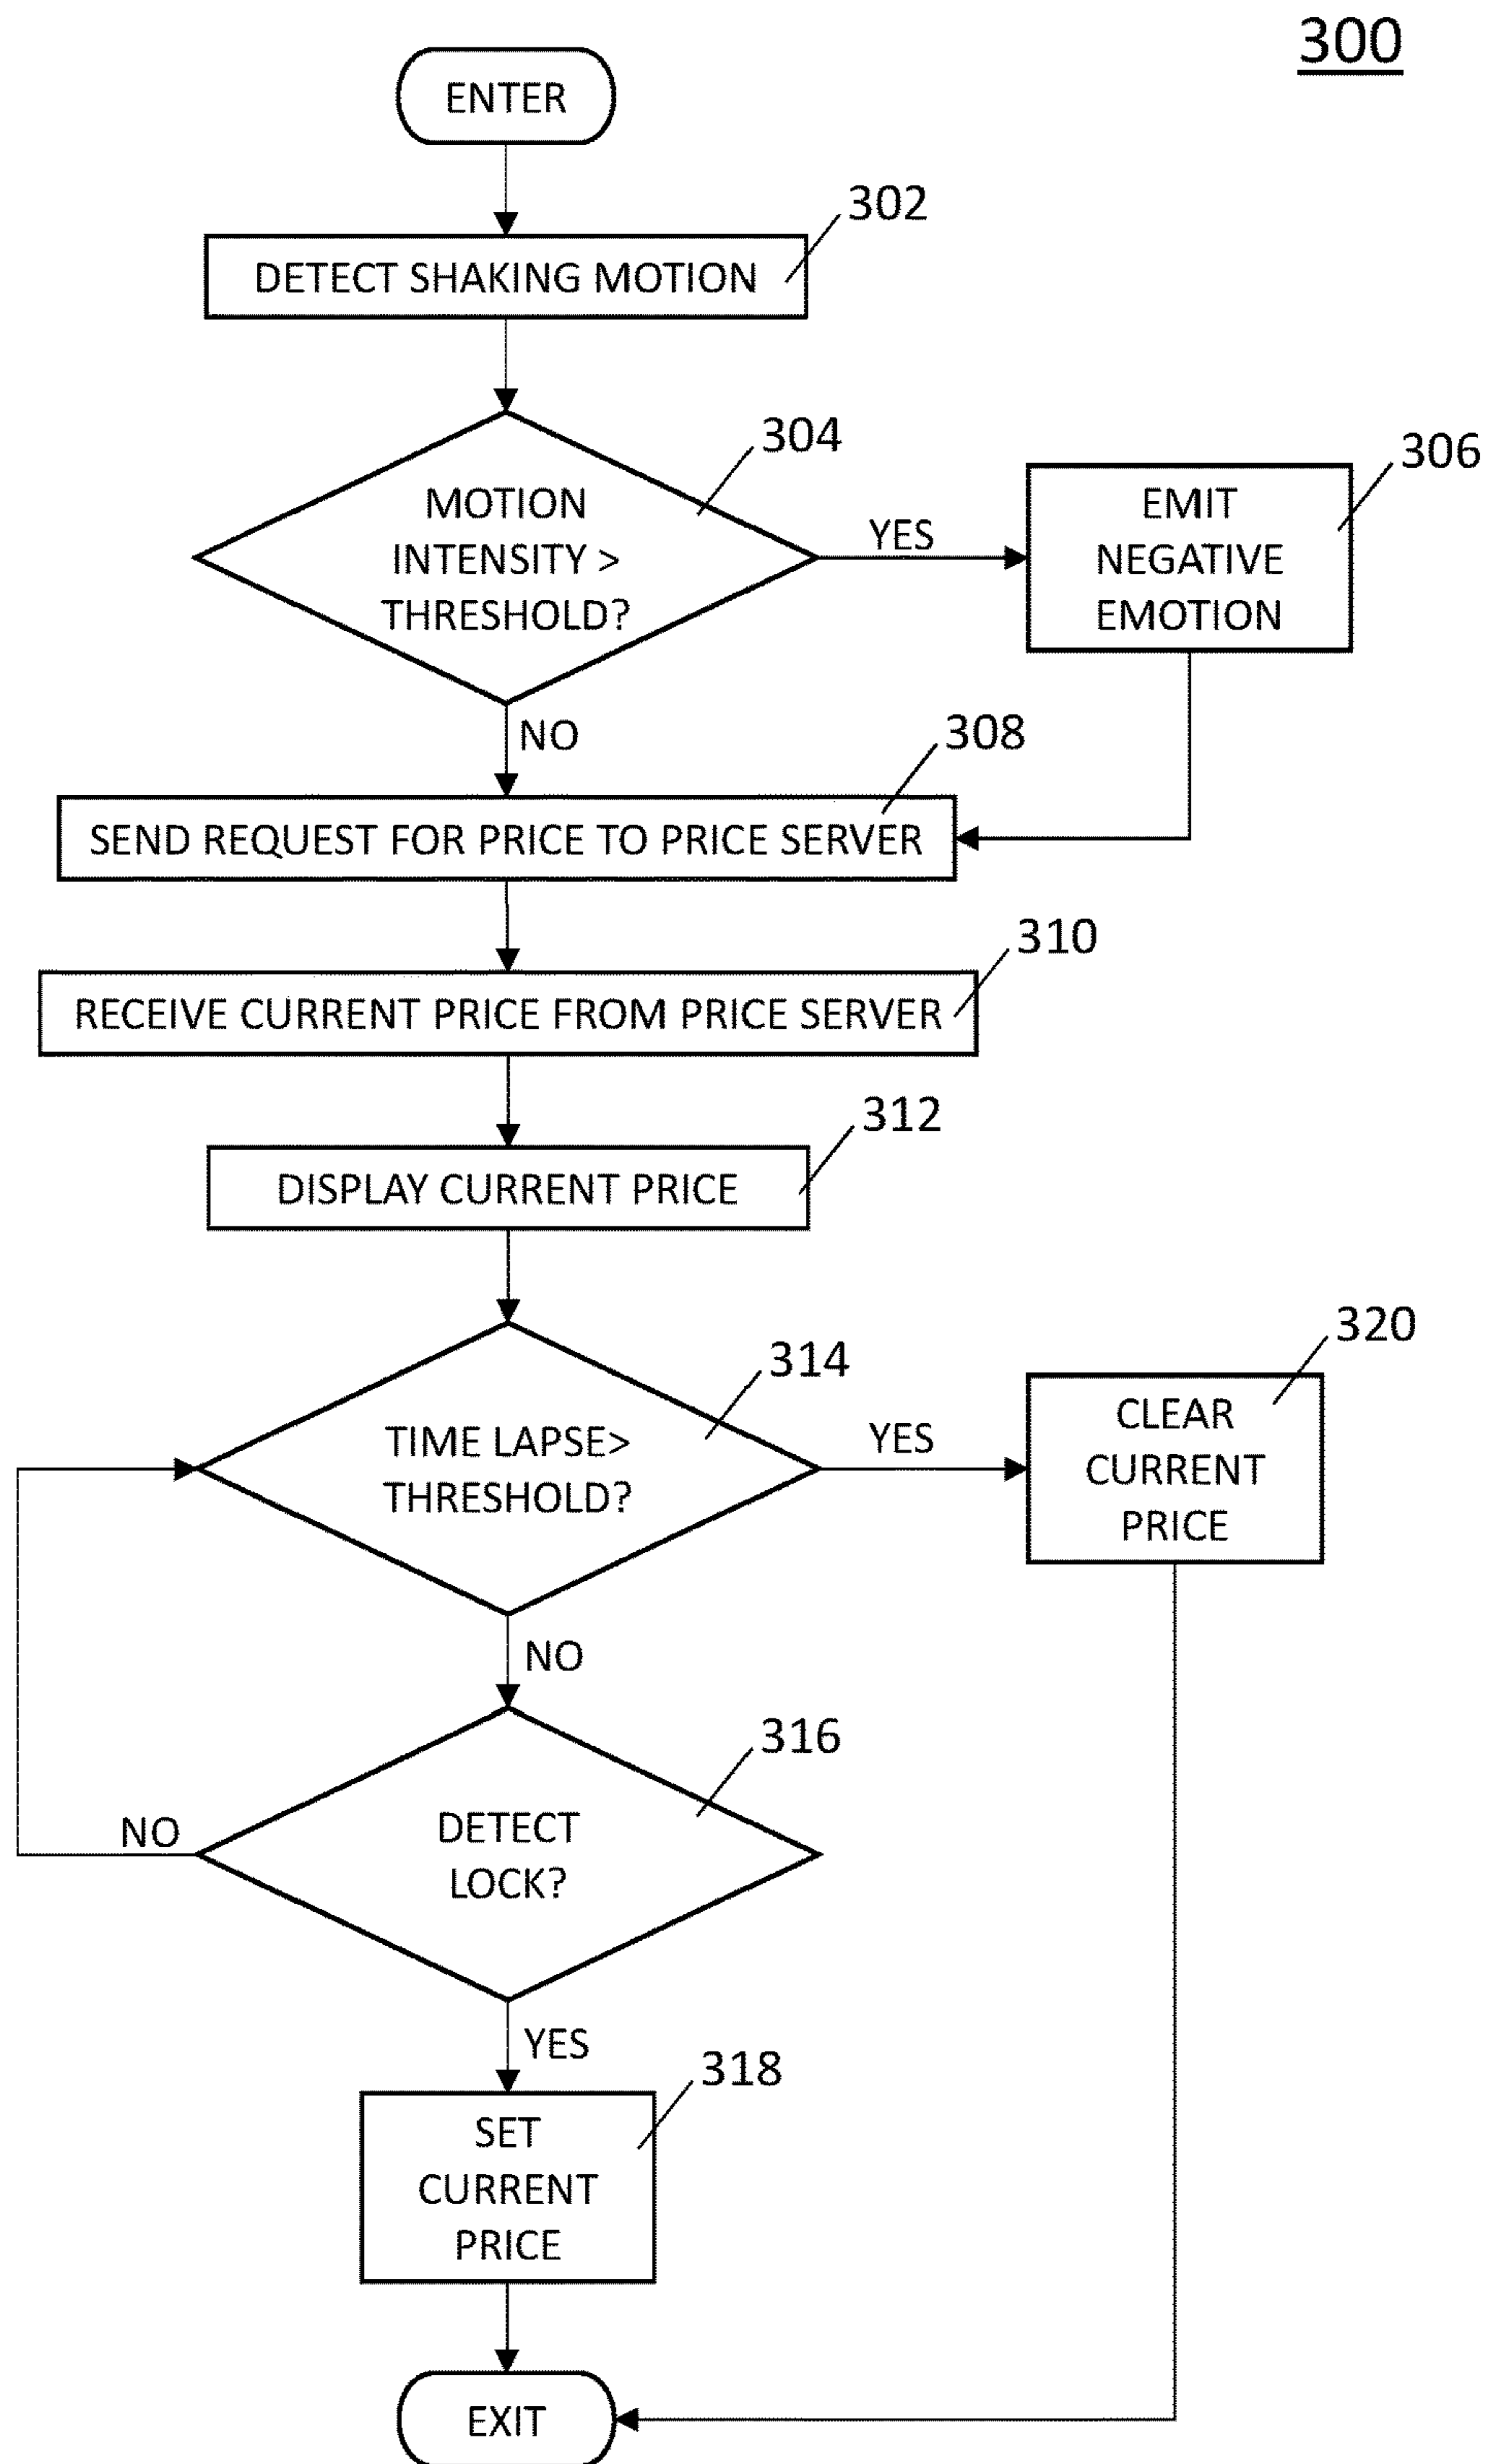 300
ENTER
302
DETECT SHAKING MOTION
304
MOTION
INTENSITY >
THRESHOLD?
YES
306
EMIT
NEGATIVE
EMOTION
NO
308
SEND REQUEST FOR PRICE TO PRICE SERVER
310
RECEIVE CURRENT PRICE FROM PRICE SERVER
312
DISPLAY CURRENT PRICE
314
TIME LAPSE>
THRESHOLD?
YES
320
CLEAR
CURRENT
PRICE
NO
316
DETECT
LOCK?
NO
YES
318
SET
CURRENT
PRICE
EXIT